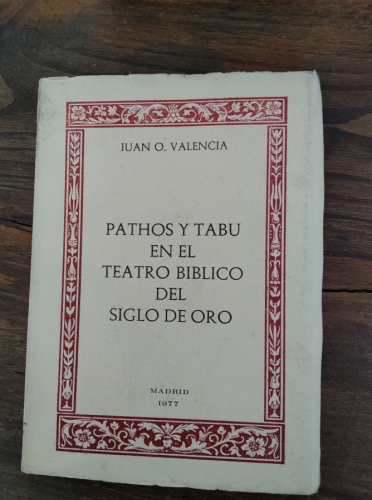 JUAN O. VALENCIA
PATHOS Y TABU
EN EL
TEATRO BIBLICO
DEL
SIGLO DE ORO
MADRID
1977